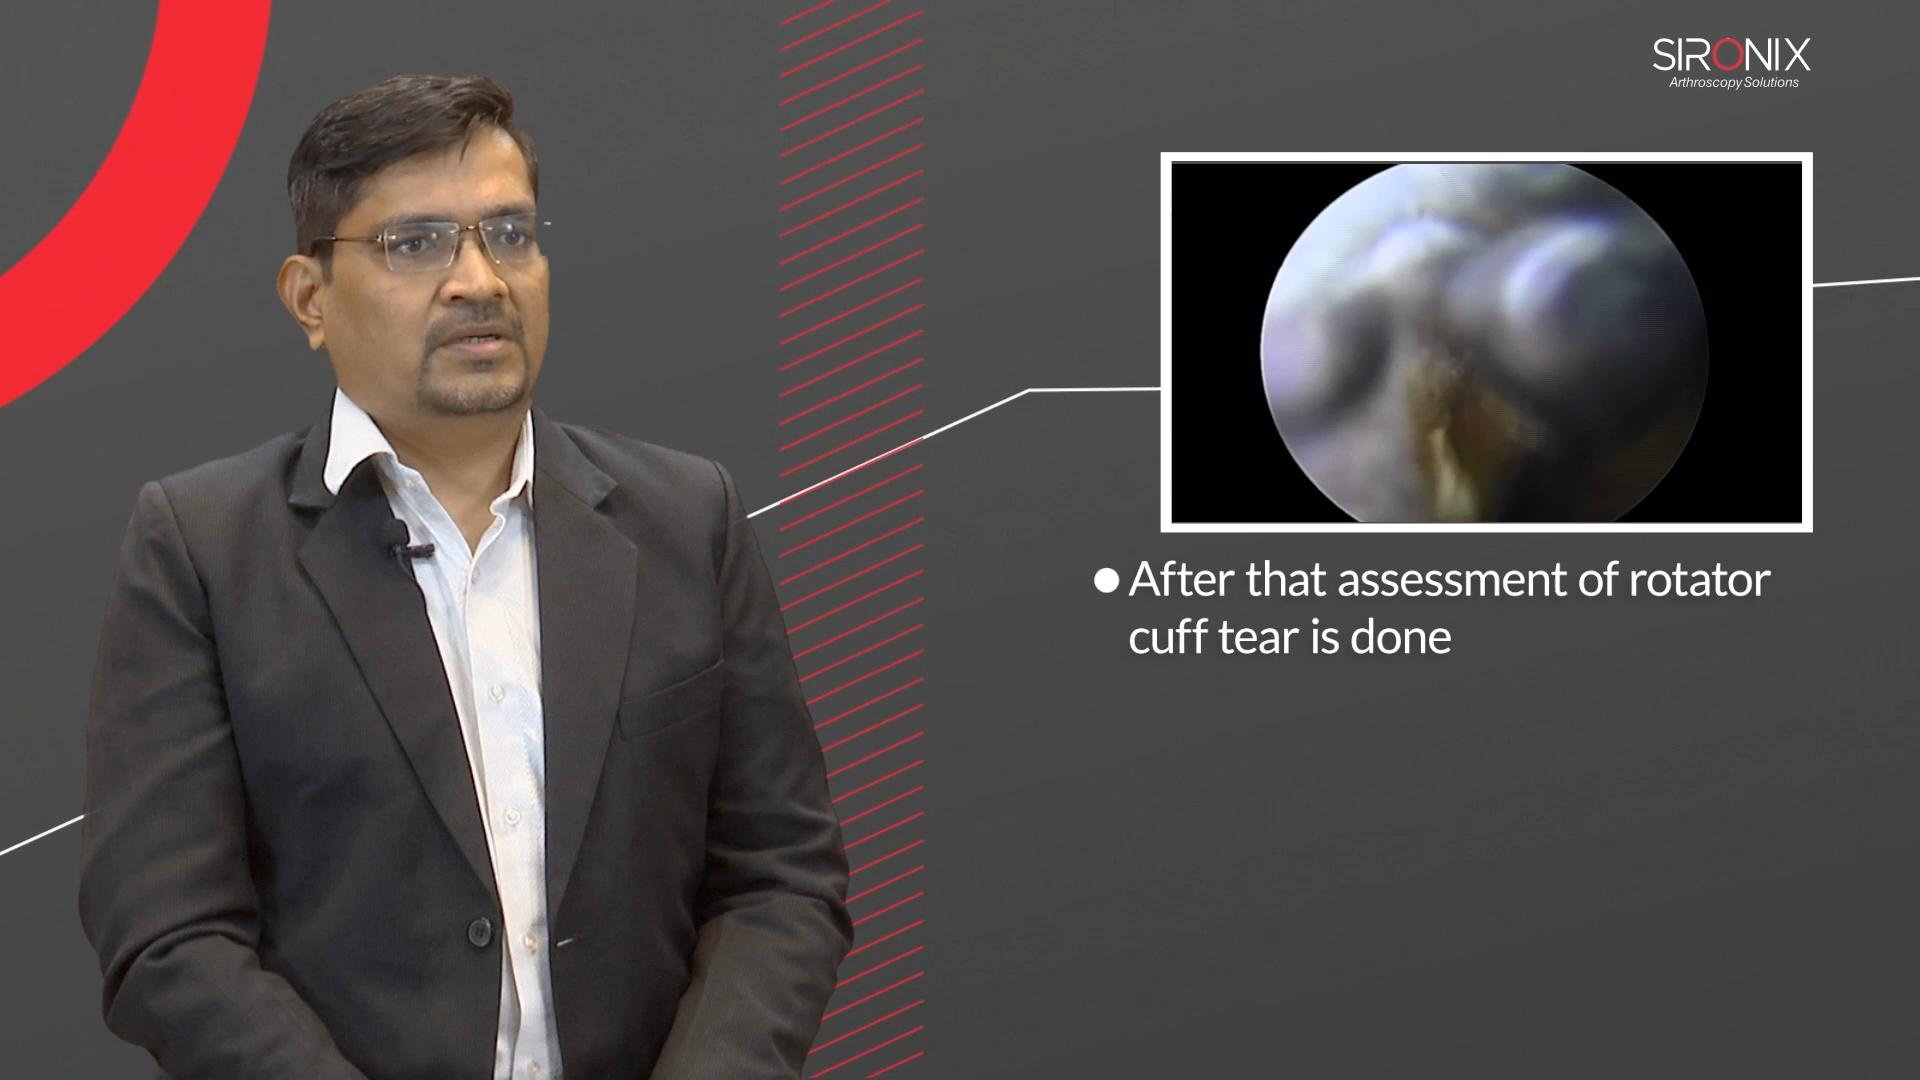 SIRONIX
Arthroscopy Solutions
● After that assessment of rotator
cuff tear is done